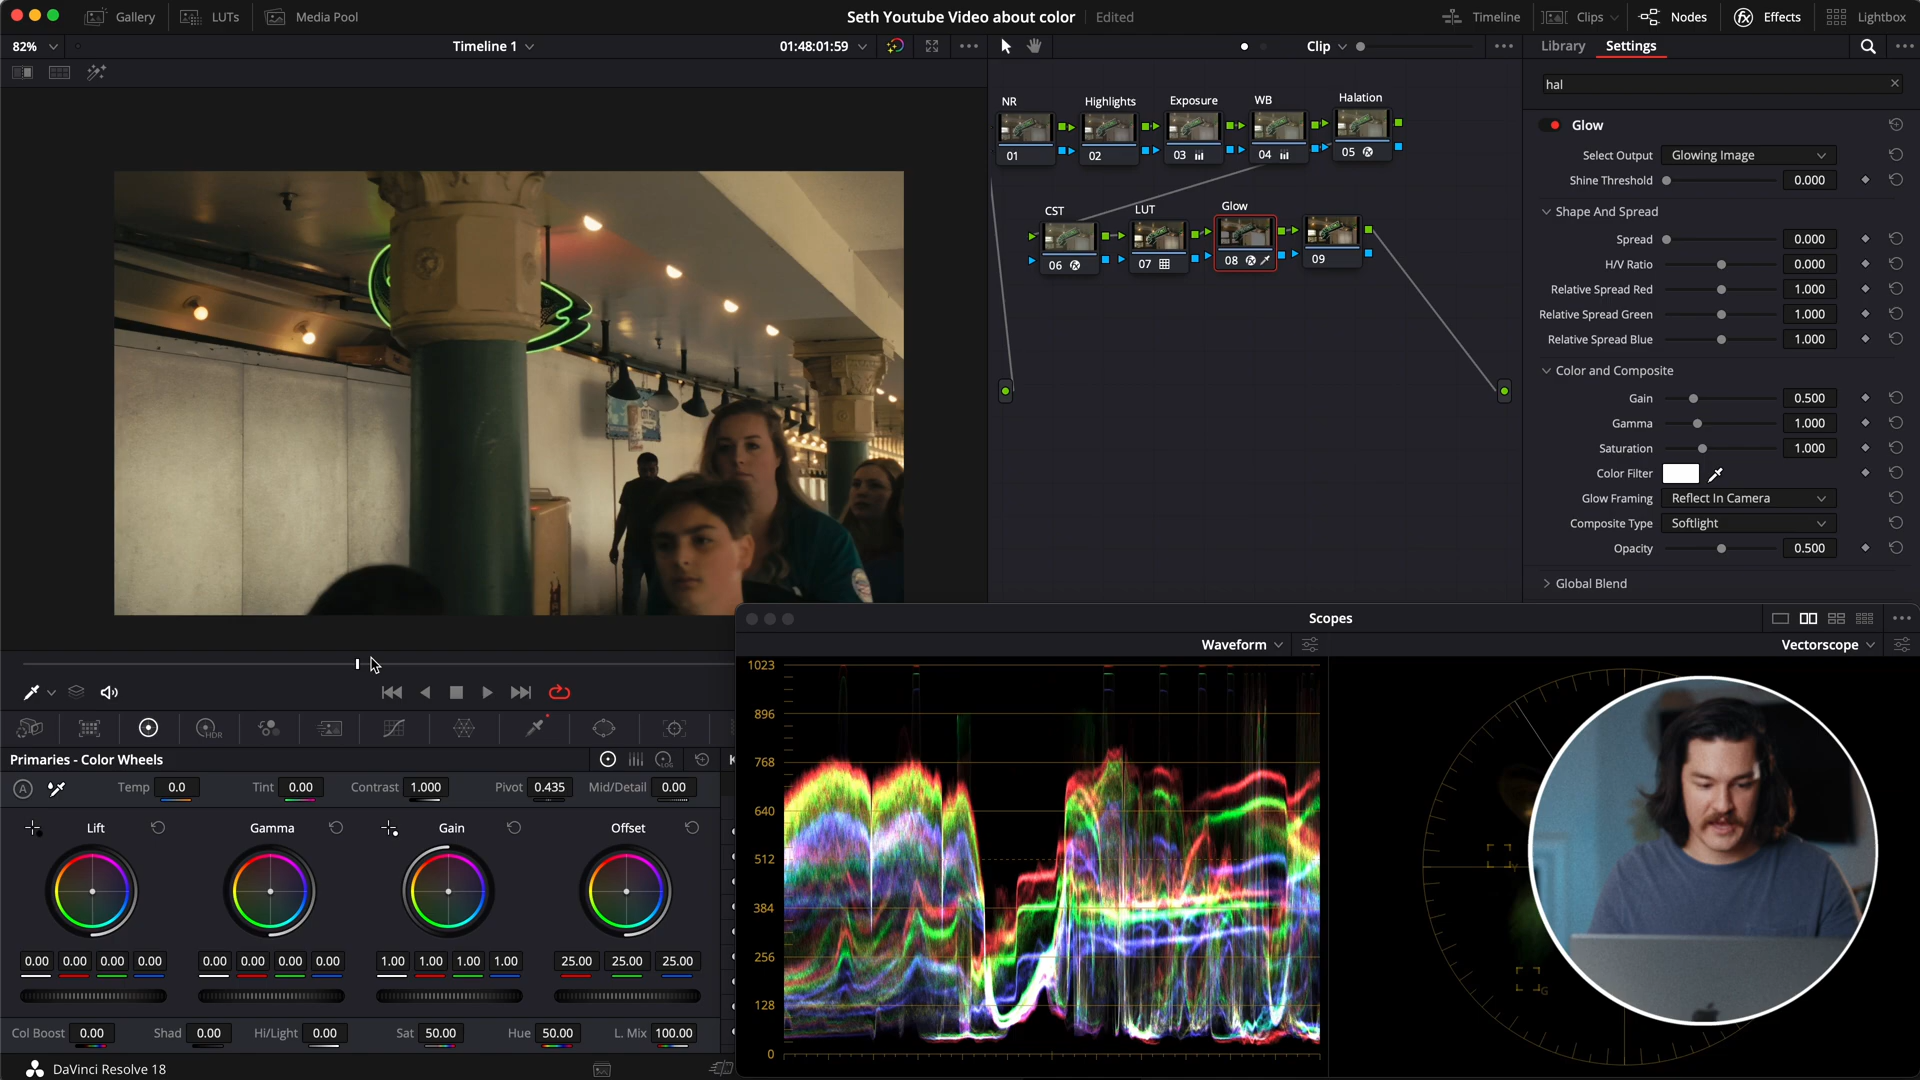 Gallery LUTs Media Pool Seth Youtube Video about color Edited Timeline Clips Nodes Effects Lightbox
82% Timeline 1 01:48:01:59 Clip Library Settings
hal
NR Highlights Exposure WB Halation
01 02 03 04 05
CST LUT Glow
06 07 08 09
Glow
Select Output Glowing Image
Shine Threshold 0.000
Shape And Spread
Spread 0.000
H/V Ratio 0.000
Relative Spread Red 1.000
Relative Spread Green 1.000
Relative Spread Blue 1.000
Color and Composite
Gain 0.500
Gamma 1.000
Saturation 1.000
Color Filter
Glow Framing Reflect In Camera
Composite Type Softlight
Opacity 0.500
Global Blend
Scopes
Waveform Vectorscope
1023
896
768
640
512
384
256
128
0
Y
G
HDR
Primaries - Color Wheels LOG K
A Temp 0.0 Tint 0.00 Contrast 1.000 Pivot 0.435 Mid/Detail 0.00
Lift Gamma Gain Offset
0.00 0.00 0.00 0.00 0.00 0.00 0.00 0.00 1.00 1.00 1.00 1.00 25.00 25.00 25.00
Col Boost 0.00 Shad 0.00 Hi/Light 0.00 Sat 50.00 Hue 50.00 L. Mix 100.00
DaVinci Resolve 18